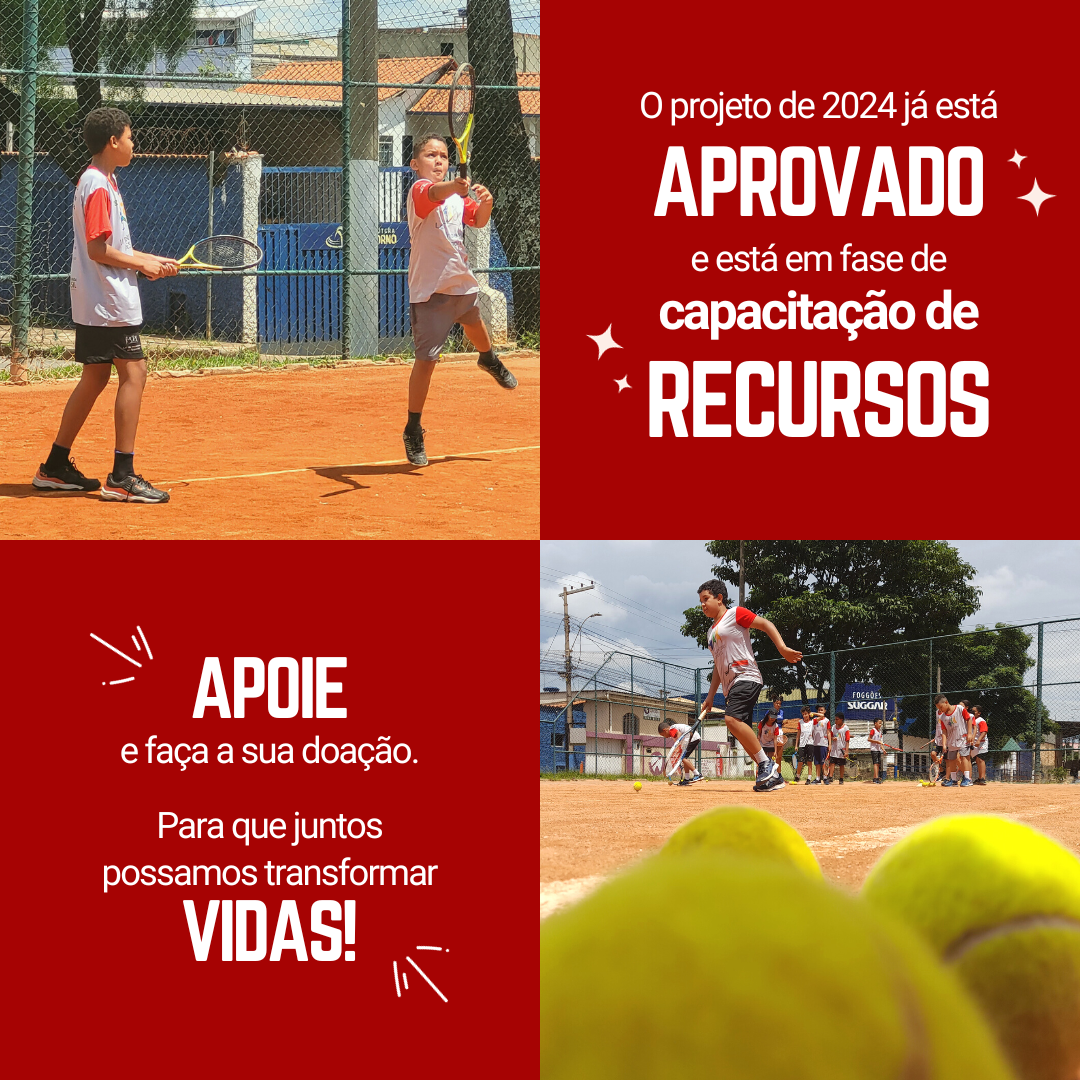 O projeto de 2024 já está
APROVADO
e está em fase de
capacitação de
RECURSOS
APOIE
e faça a sua doação.
Para que juntos
possamos transformar
VIDAS!
FOGGÕES
SUGGAR